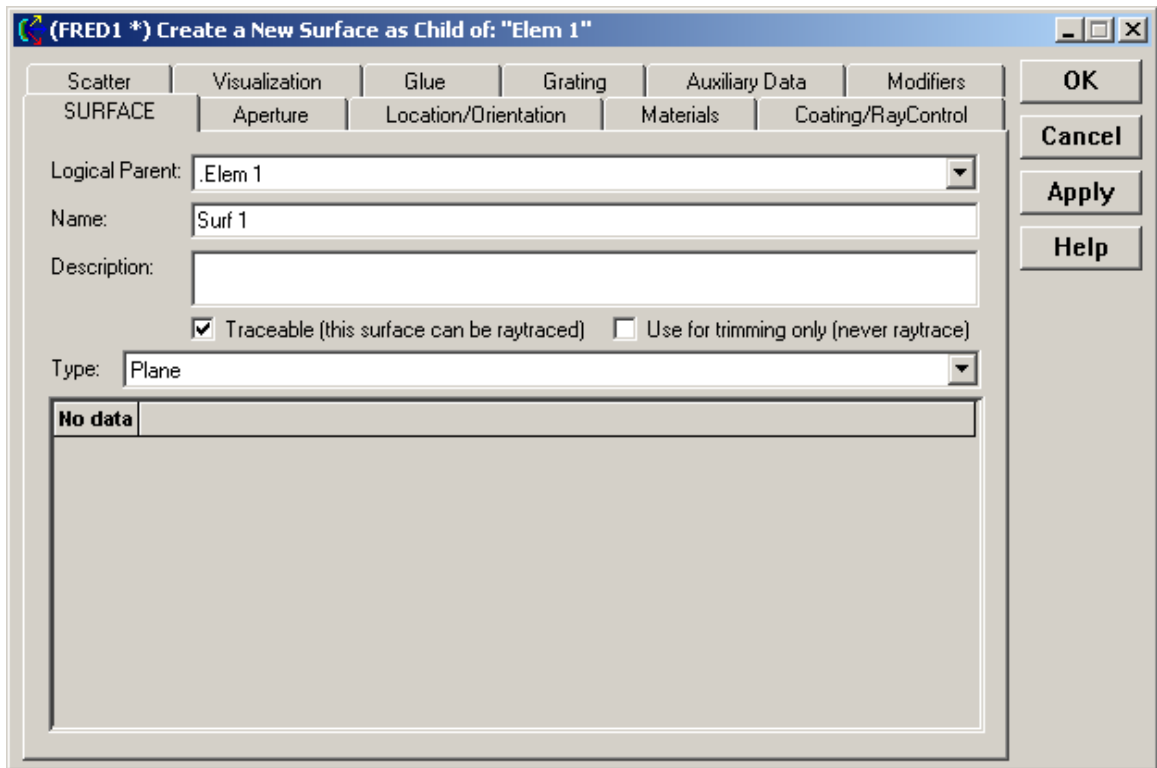 (FRED1 *) Create a New Surface as Child of: "Elem 1"
Scatter Visualization Glue Grating Auxiliary Data Modifiers
SURFACE Aperture Location/Orientation Materials Coating/RayControl
OK
Cancel
Apply
Help
Logical Parent: .Elem 1
Name: Surf 1
Description:
Traceable (this surface can be raytraced) Use for trimming only (never raytrace)
Type: Plane
No data